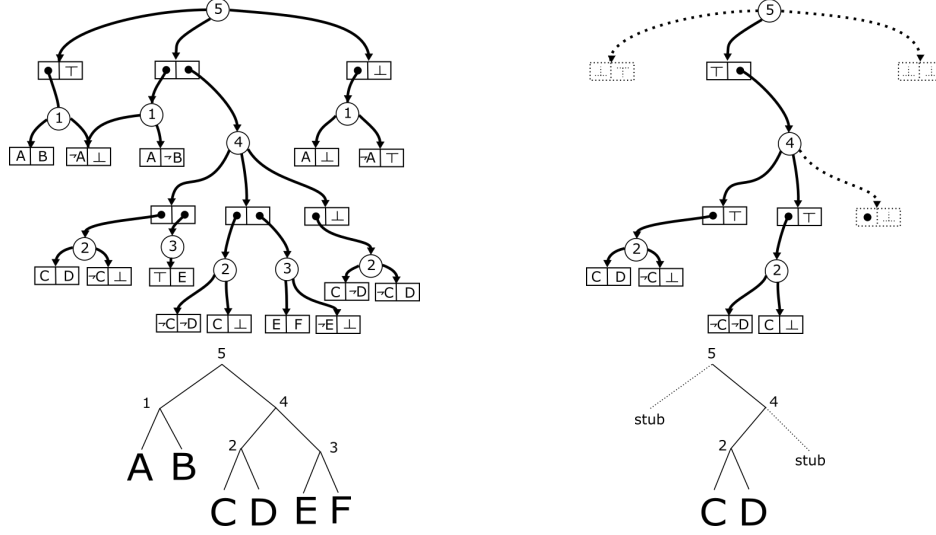 5 5
⊤ ⊥ ⊤ ⊥ ⊤ ⊥ ⊥
1 1 1
A B ¬A ⊥ A ¬B 4 A ⊥ ¬A ⊤ 4
⊥ ⊤ ⊤ ⊥
2 3 2
C D ¬C ⊥ ⊤ E 2 3 2 C D ¬C ⊥ 2
C ¬D ¬C D
¬C ¬D C ⊥ E F ¬E ⊥ ¬C ¬D C ⊥
5 5
1 4 4
stub
2 3 2
A B stub
C D E F C D